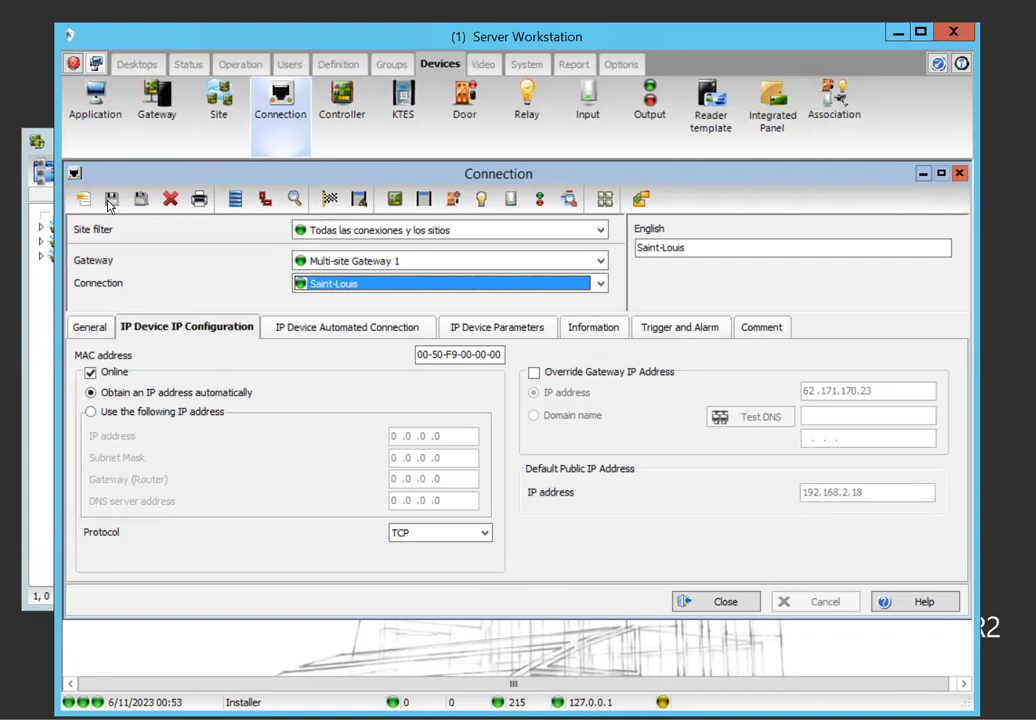 (1) Server Workstation
Desktops Status Operation Users Definition Groups Devices Video System Report Options
Application Gateway Site Connection Controller KTES Door Relay Input Output Reader template Integrated Panel Association
Connection
Site filter Todas las conexiones y los sitios English
Saint-Louis
Gateway Multi-site Gateway 1
Connection Saint-Louis
General IP Device IP Configuration IP Device Automated Connection IP Device Parameters Information Trigger and Alarm Comment
MAC address 00-50-F9-00-00-00
Online Override Gateway IP Address
Obtain an IP address automatically IP address 62 .171.170.23
Use the following IP address Domain name Test DNS
IP address 0 .0 .0 .0 . . .
Subnet Mask 0 .0 .0 .0
Gateway (Router) 0 .0 .0 .0 Default Public IP Address
DNS server address 0 .0 .0 .0 IP address 192.168.2.18
Protocol TCP
1, 0 Close Cancel Help
R2
6/11/2023 00:53 Installer 0 0 215 127.0.0.1